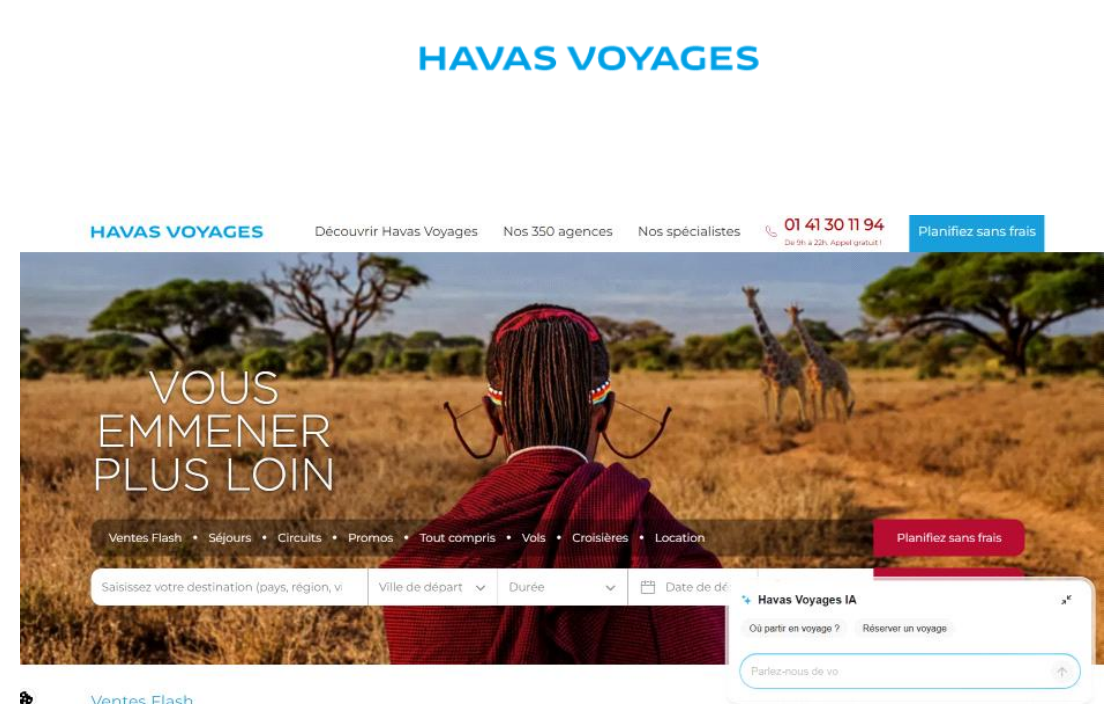 HAVAS VOYAGES
HAVAS VOYAGES Découvrir Havas Voyages Nos 350 agences Nos spécialistes 01 41 30 11 94 Planifiez sans frais
De 9h à 22h, Appel gratuit !
VOUS
EMMENER
PLUS LOIN
Ventes Flash • Séjours • Circuits • Promos • Tout compris • Vols • Croisières • Location Planifiez sans frais
Saisissez votre destination (pays, région, vi Ville de départ Durée Date de dé
Havas Voyages IA
Où partir en voyage ? Réserver un voyage
Parlez-nous de vo
Ventes Flash